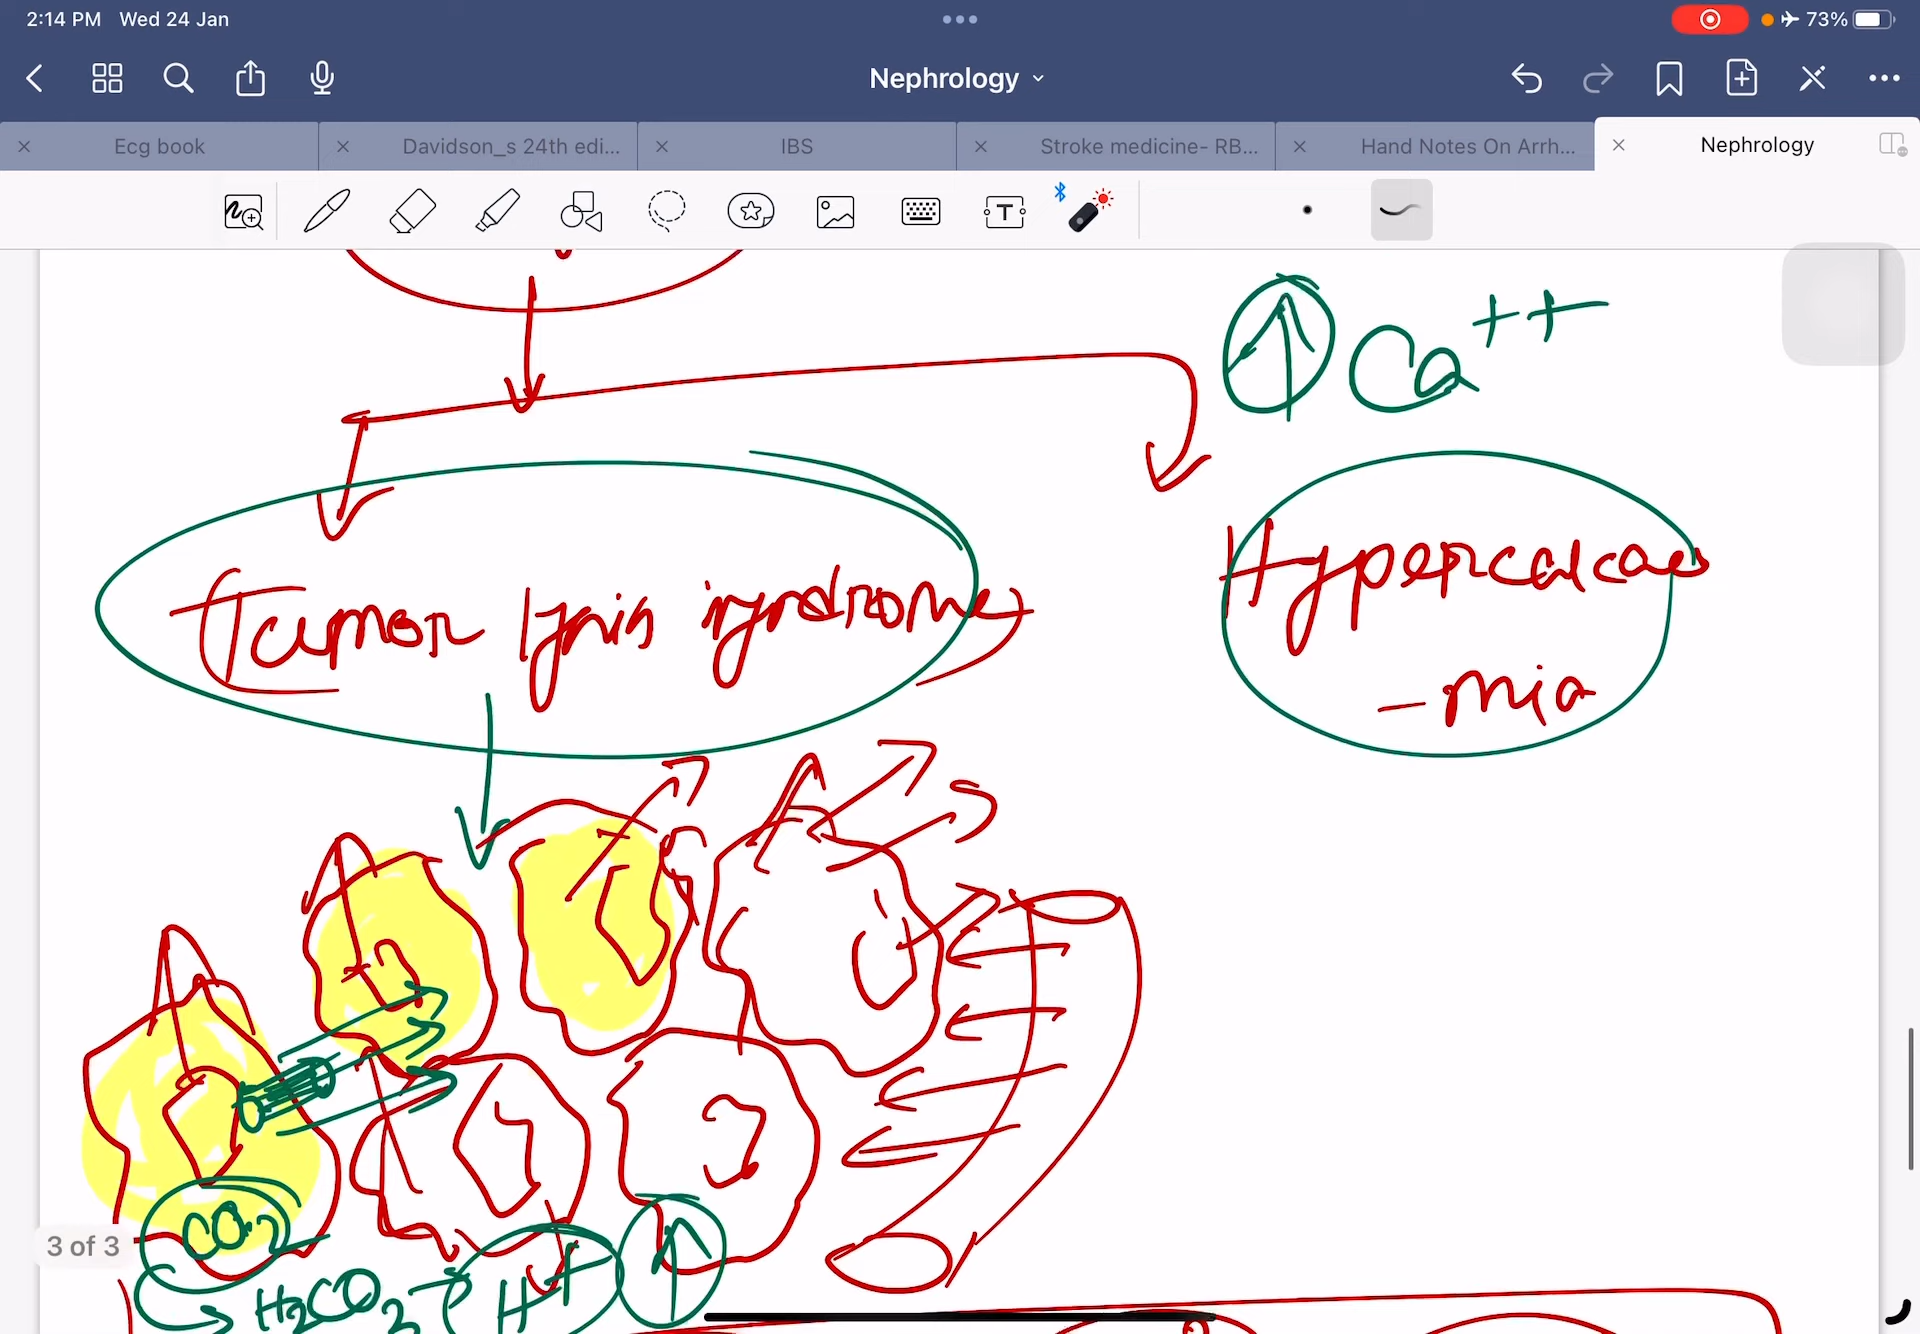 2:14 PM Wed 24 Jan
73%
Nephrology
Ecg book
Davidson_s 24th edi...
IBS
Stroke medicine- RB...
Hand Notes On Arrh...
Nephrology
T
Ca++
Tumor lysis syndrome
Hypercalcae
-mia
CO2
3 of 3
H2CO3
H+